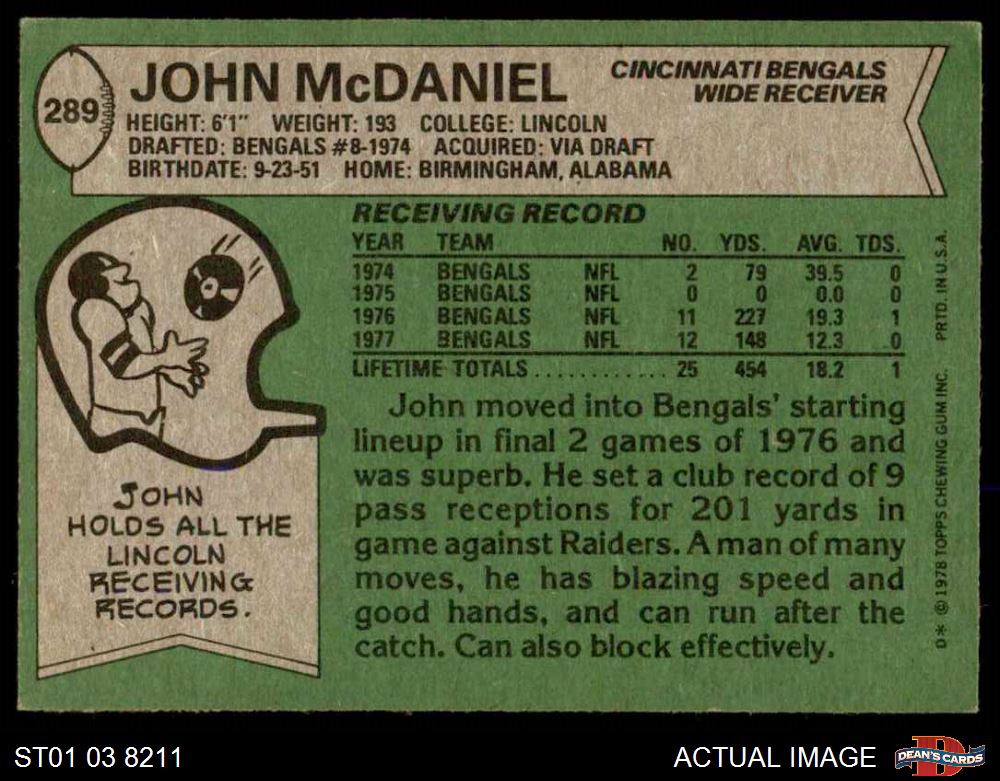 289
JOHN McDANIEL
CINCINNATI BENGALS
WIDE RECEIVER
HEIGHT: 6'1" WEIGHT: 193 COLLEGE: LINCOLN
DRAFTED: BENGALS #8-1974 ACQUIRED: VIA DRAFT
BIRTHDATE: 9-23-51 HOME: BIRMINGHAM, ALABAMA
RECEIVING RECORD
YEAR TEAM NO. YDS. AVG. TDS.
1974 BENGALS NFL 2 79 39.5 0
1975 BENGALS NFL 0 0 0.0 0
1976 BENGALS NFL 11 227 19.3 1
1977 BENGALS NFL 12 148 12.3 0
LIFETIME TOTALS............ 25 454 18.2 1
John moved into Bengals' starting
lineup in final 2 games of 1976 and
was superb. He set a club record of 9
pass receptions for 201 yards in
game against Raiders. A man of many
moves, he has blazing speed and
good hands, and can run after the
catch. Can also block effectively.
JOHN
HOLDS ALL THE
LINCOLN
RECEIVING
RECORDS.
D* © 1978 TOPPS CHEWING GUM INC. PRTD. IN U.S.A.
ST01 03 8211
ACTUAL IMAGE
D
DEAN'S CARDS